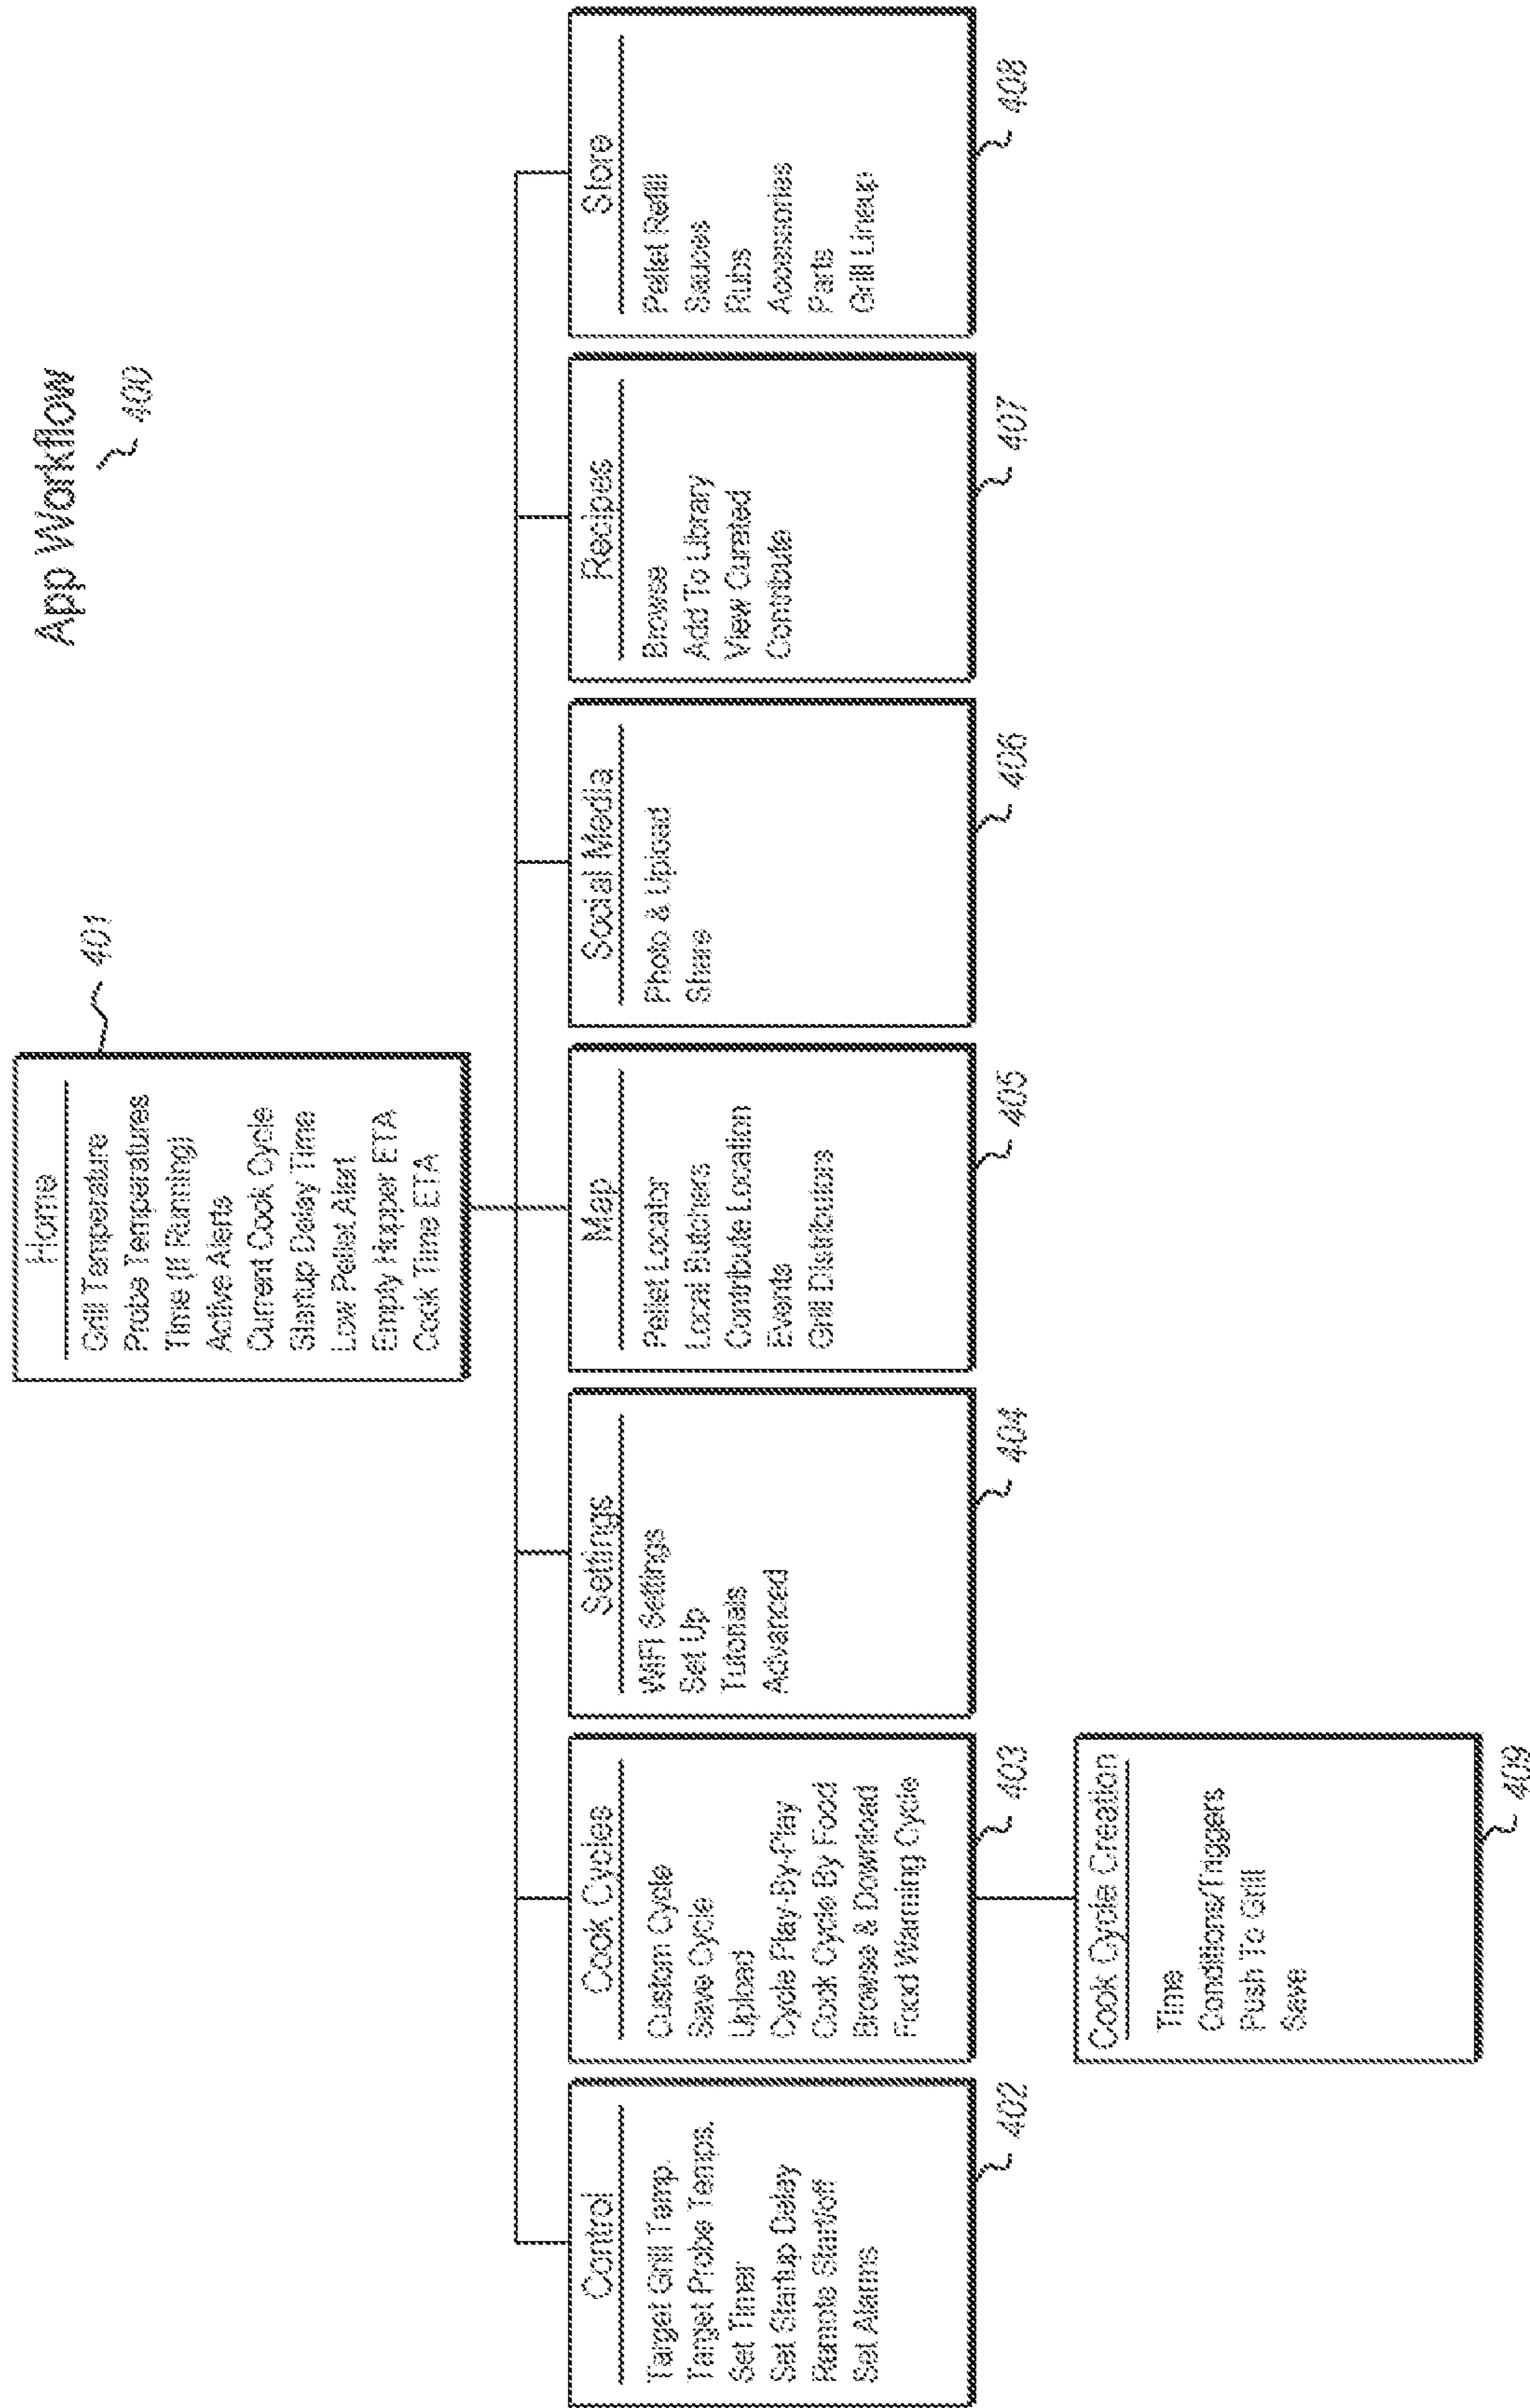 App Workflow
400
Home
Grill Temperature
Probe Temperatures
Time (If Running)
Active Alerts
Current Cook Cycle
Startup Delay Time
Low Pellet Alert
Empty Hopper ETA
Cook Time ETA
401
Control
Target Grill Temp.
Target Probe Temps.
Set Timer
Set Startup Delay
Remote Start/off
Set Alarms
402
Cook Cycles
Custom Cycle
Save Cycle
Upload
Cycle Play-By-Play
Cook Cycle By Food
Browse & Download
Food Warming Cycle
403
Settings
WiFi Settings
Set Up
Tutorials
Advanced
404
Map
Pellet Locator
Local Butchers
Contribute Location
Events
Grill Distributors
405
Social Media
Photo & Upload
Share
406
Recipes
Browse
Add To Library
View Curated
Contribute
407
Store
Pellet Refill
Sauces
Rubs
Accessories
Parts
Grill Lineup
408
Cook Cycle Creation
Time
Conditions/Triggers
Push To Grill
Save
409